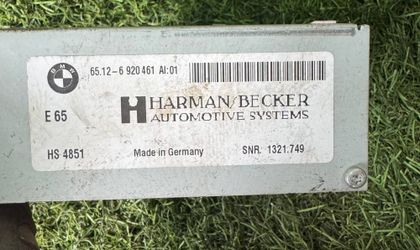 BMW
65.12-6 920 461 AI:01
E 65
HARMAN/BECKER
AUTOMOTIVE SYSTEMS
HS 4851
Made in Germany
SNR. 1321.749